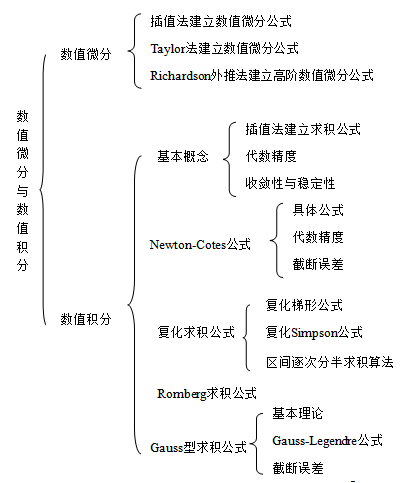 数值微分与数值积分
数值微分
插值法建立数值微分公式
Taylor法建立数值微分公式
Richardson外推法建立高阶数值微分公式
数值积分
基本概念
插值法建立求积公式
代数精度
收敛性与稳定性
Newton-Cotes公式
具体公式
代数精度
截断误差
复化求积公式
复化梯形公式
复化Simpson公式
区间逐次分半求积算法
Romberg求积公式
Gauss型求积公式
基本理论
Gauss-Legendre公式
截断误差